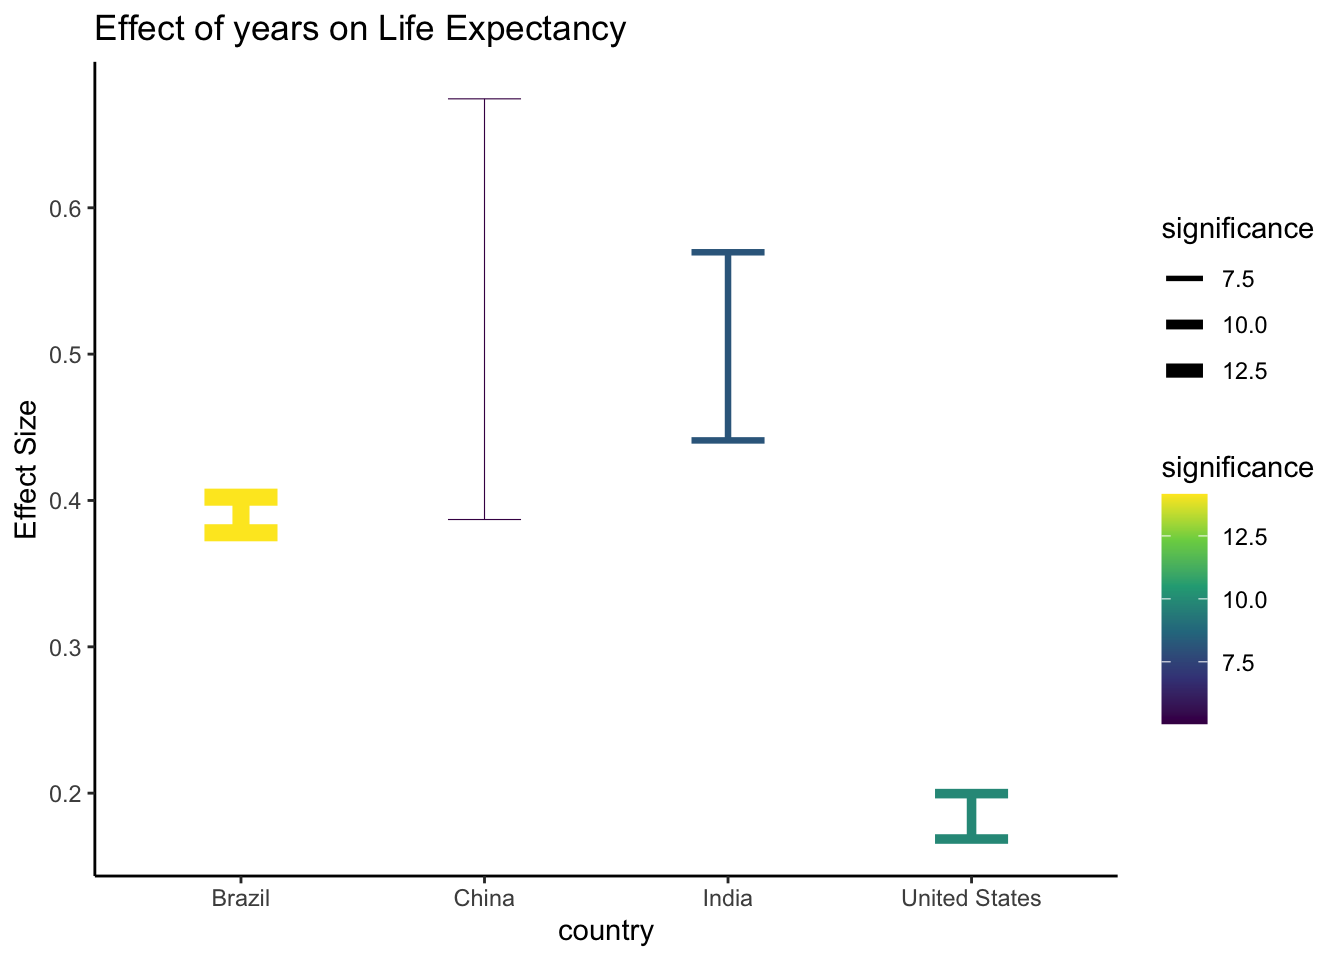 Effect of years on Life Expectancy
Effect Size
0.6
0.5
0.4
0.3
0.2
Brazil
China
India
United States
country
significance
7.5
10.0
12.5
significance
12.5
10.0
7.5